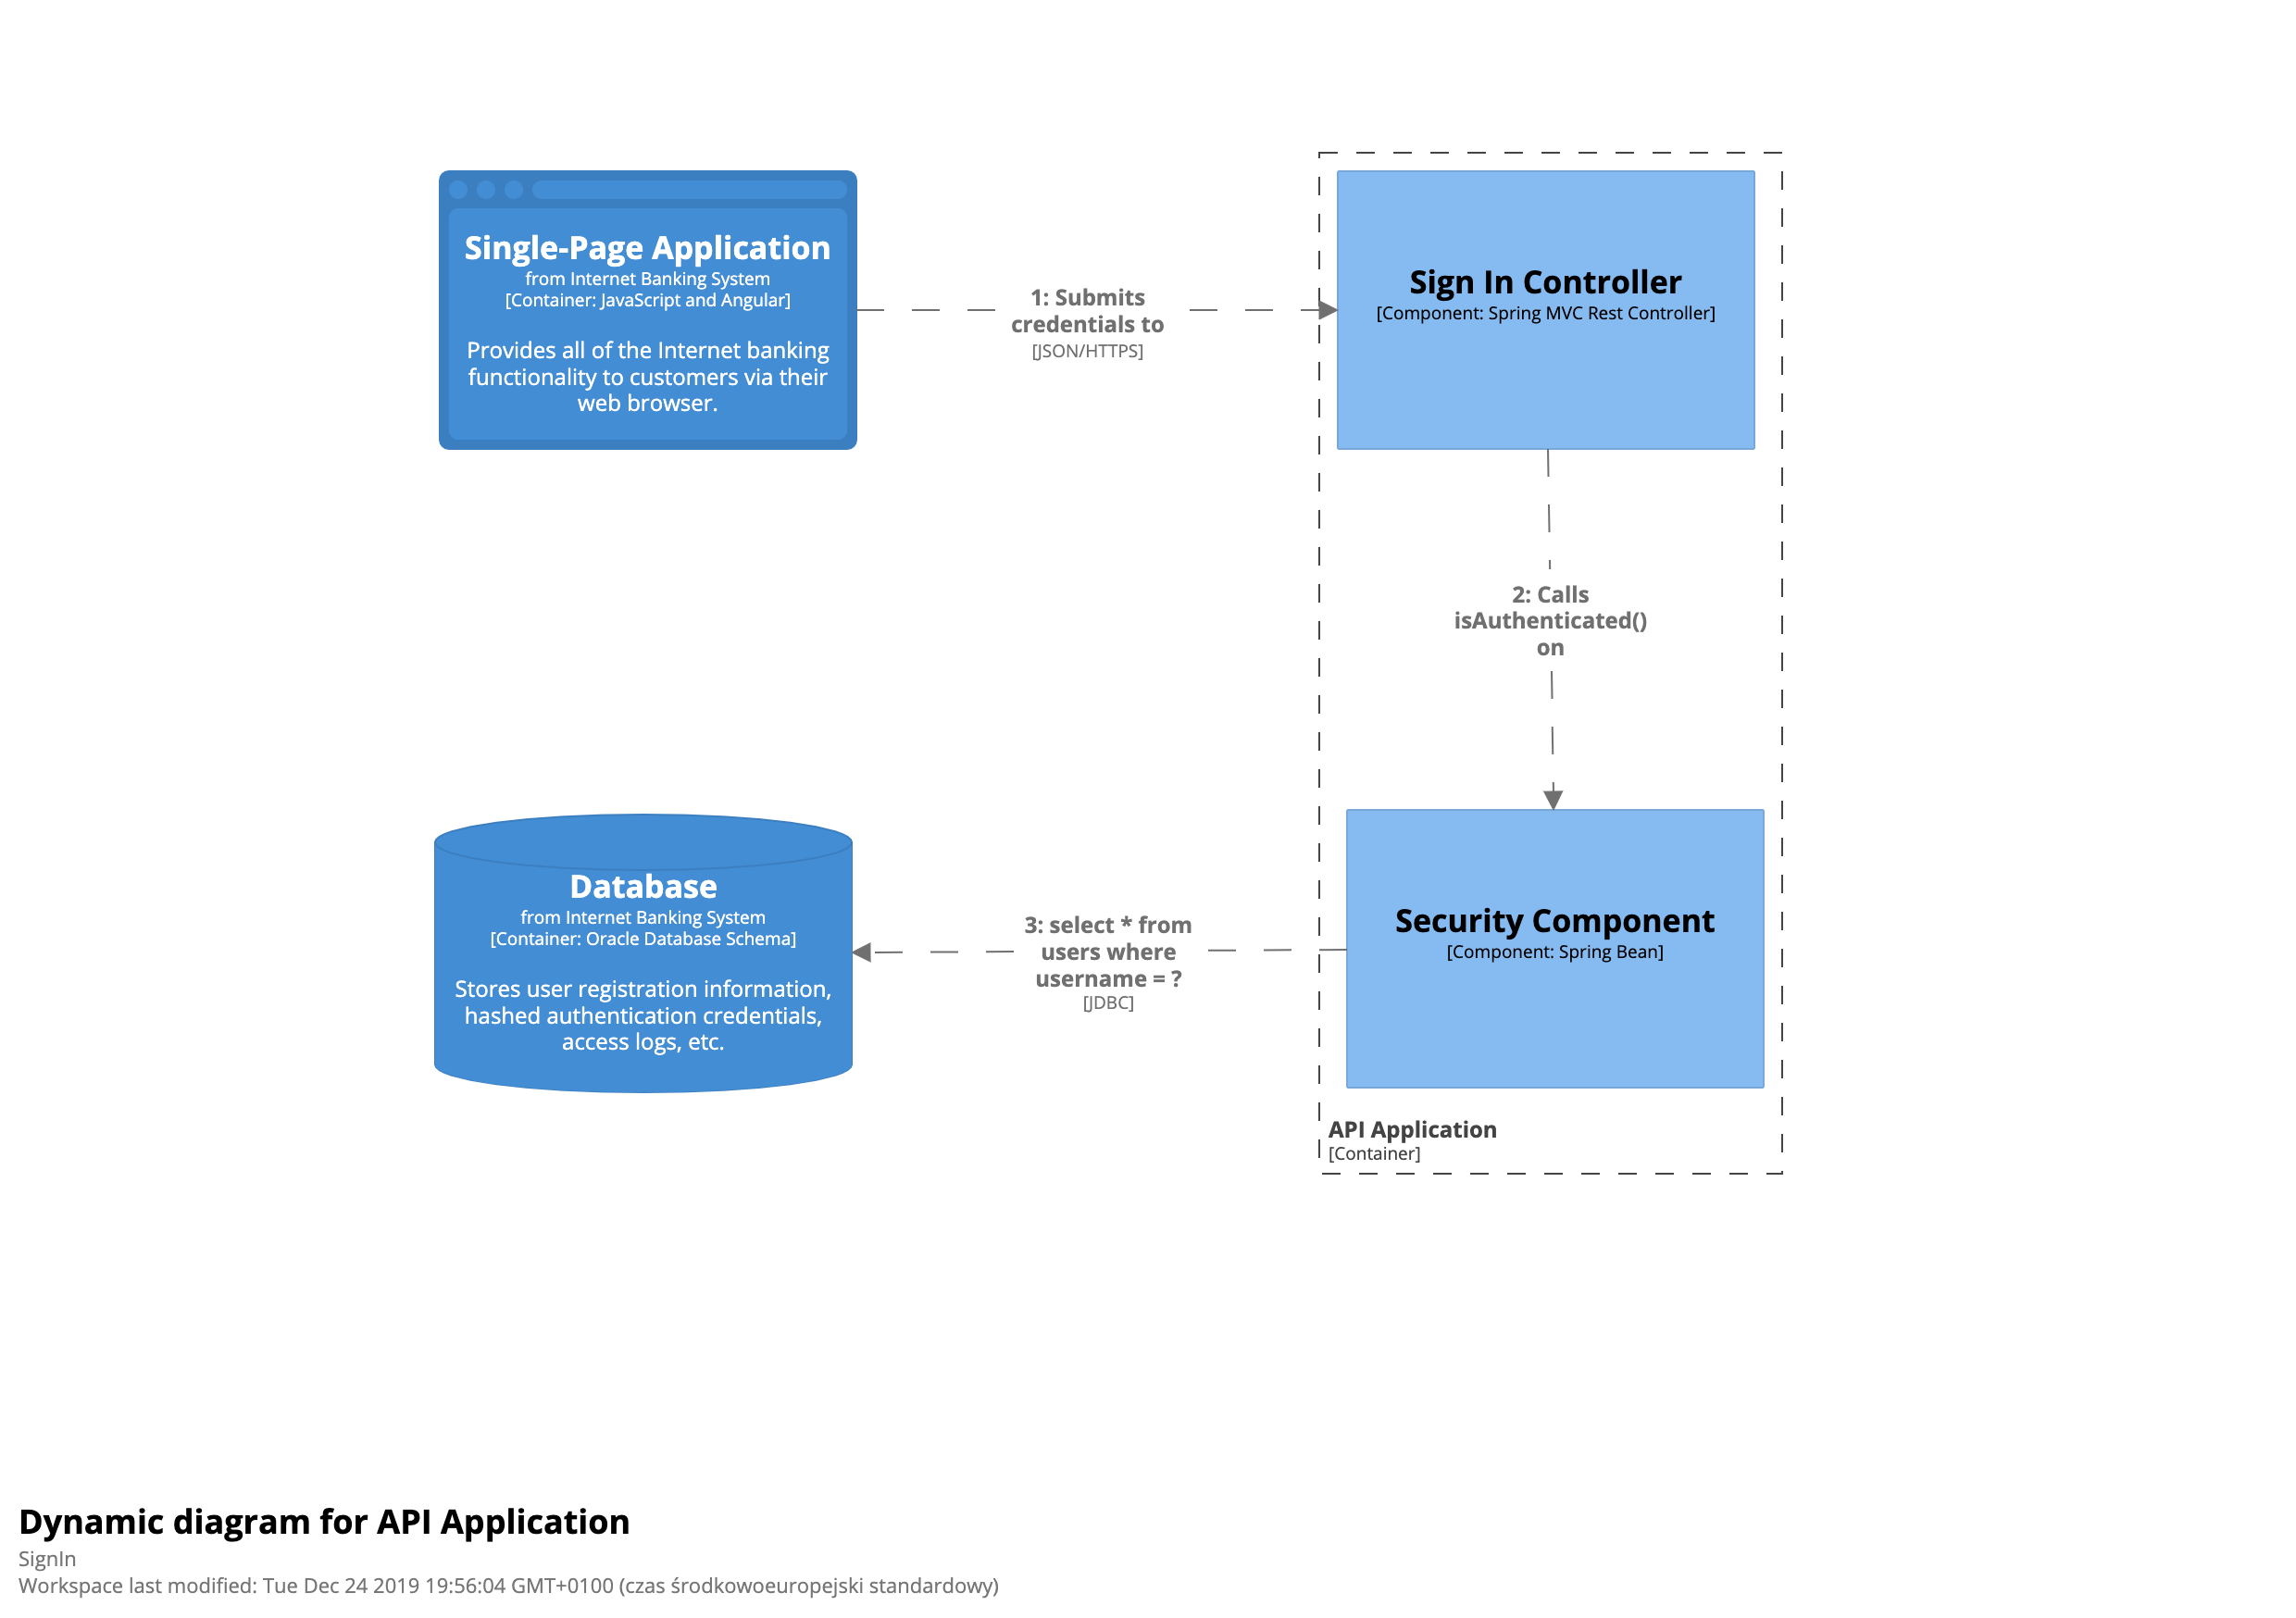 Single-Page Application
from Internet Banking System
[Container: JavaScript and Angular]
Provides all of the Internet banking
functionality to customers via their
web browser.
1: Submits
credentials to
[JSON/HTTPS]
Sign In Controller
[Component: Spring MVC Rest Controller]
2: Calls
isAuthenticated()
on
Database
from Internet Banking System
[Container: Oracle Database Schema]
Stores user registration information,
hashed authentication credentials,
access logs, etc.
3: select * from
users where
username = ?
[JDBC]
Security Component
[Component: Spring Bean]
API Application
[Container]
Dynamic diagram for API Application
SignIn
Workspace last modified: Tue Dec 24 2019 19:56:04 GMT+0100 (czas środkowoeuropejski standardowy)